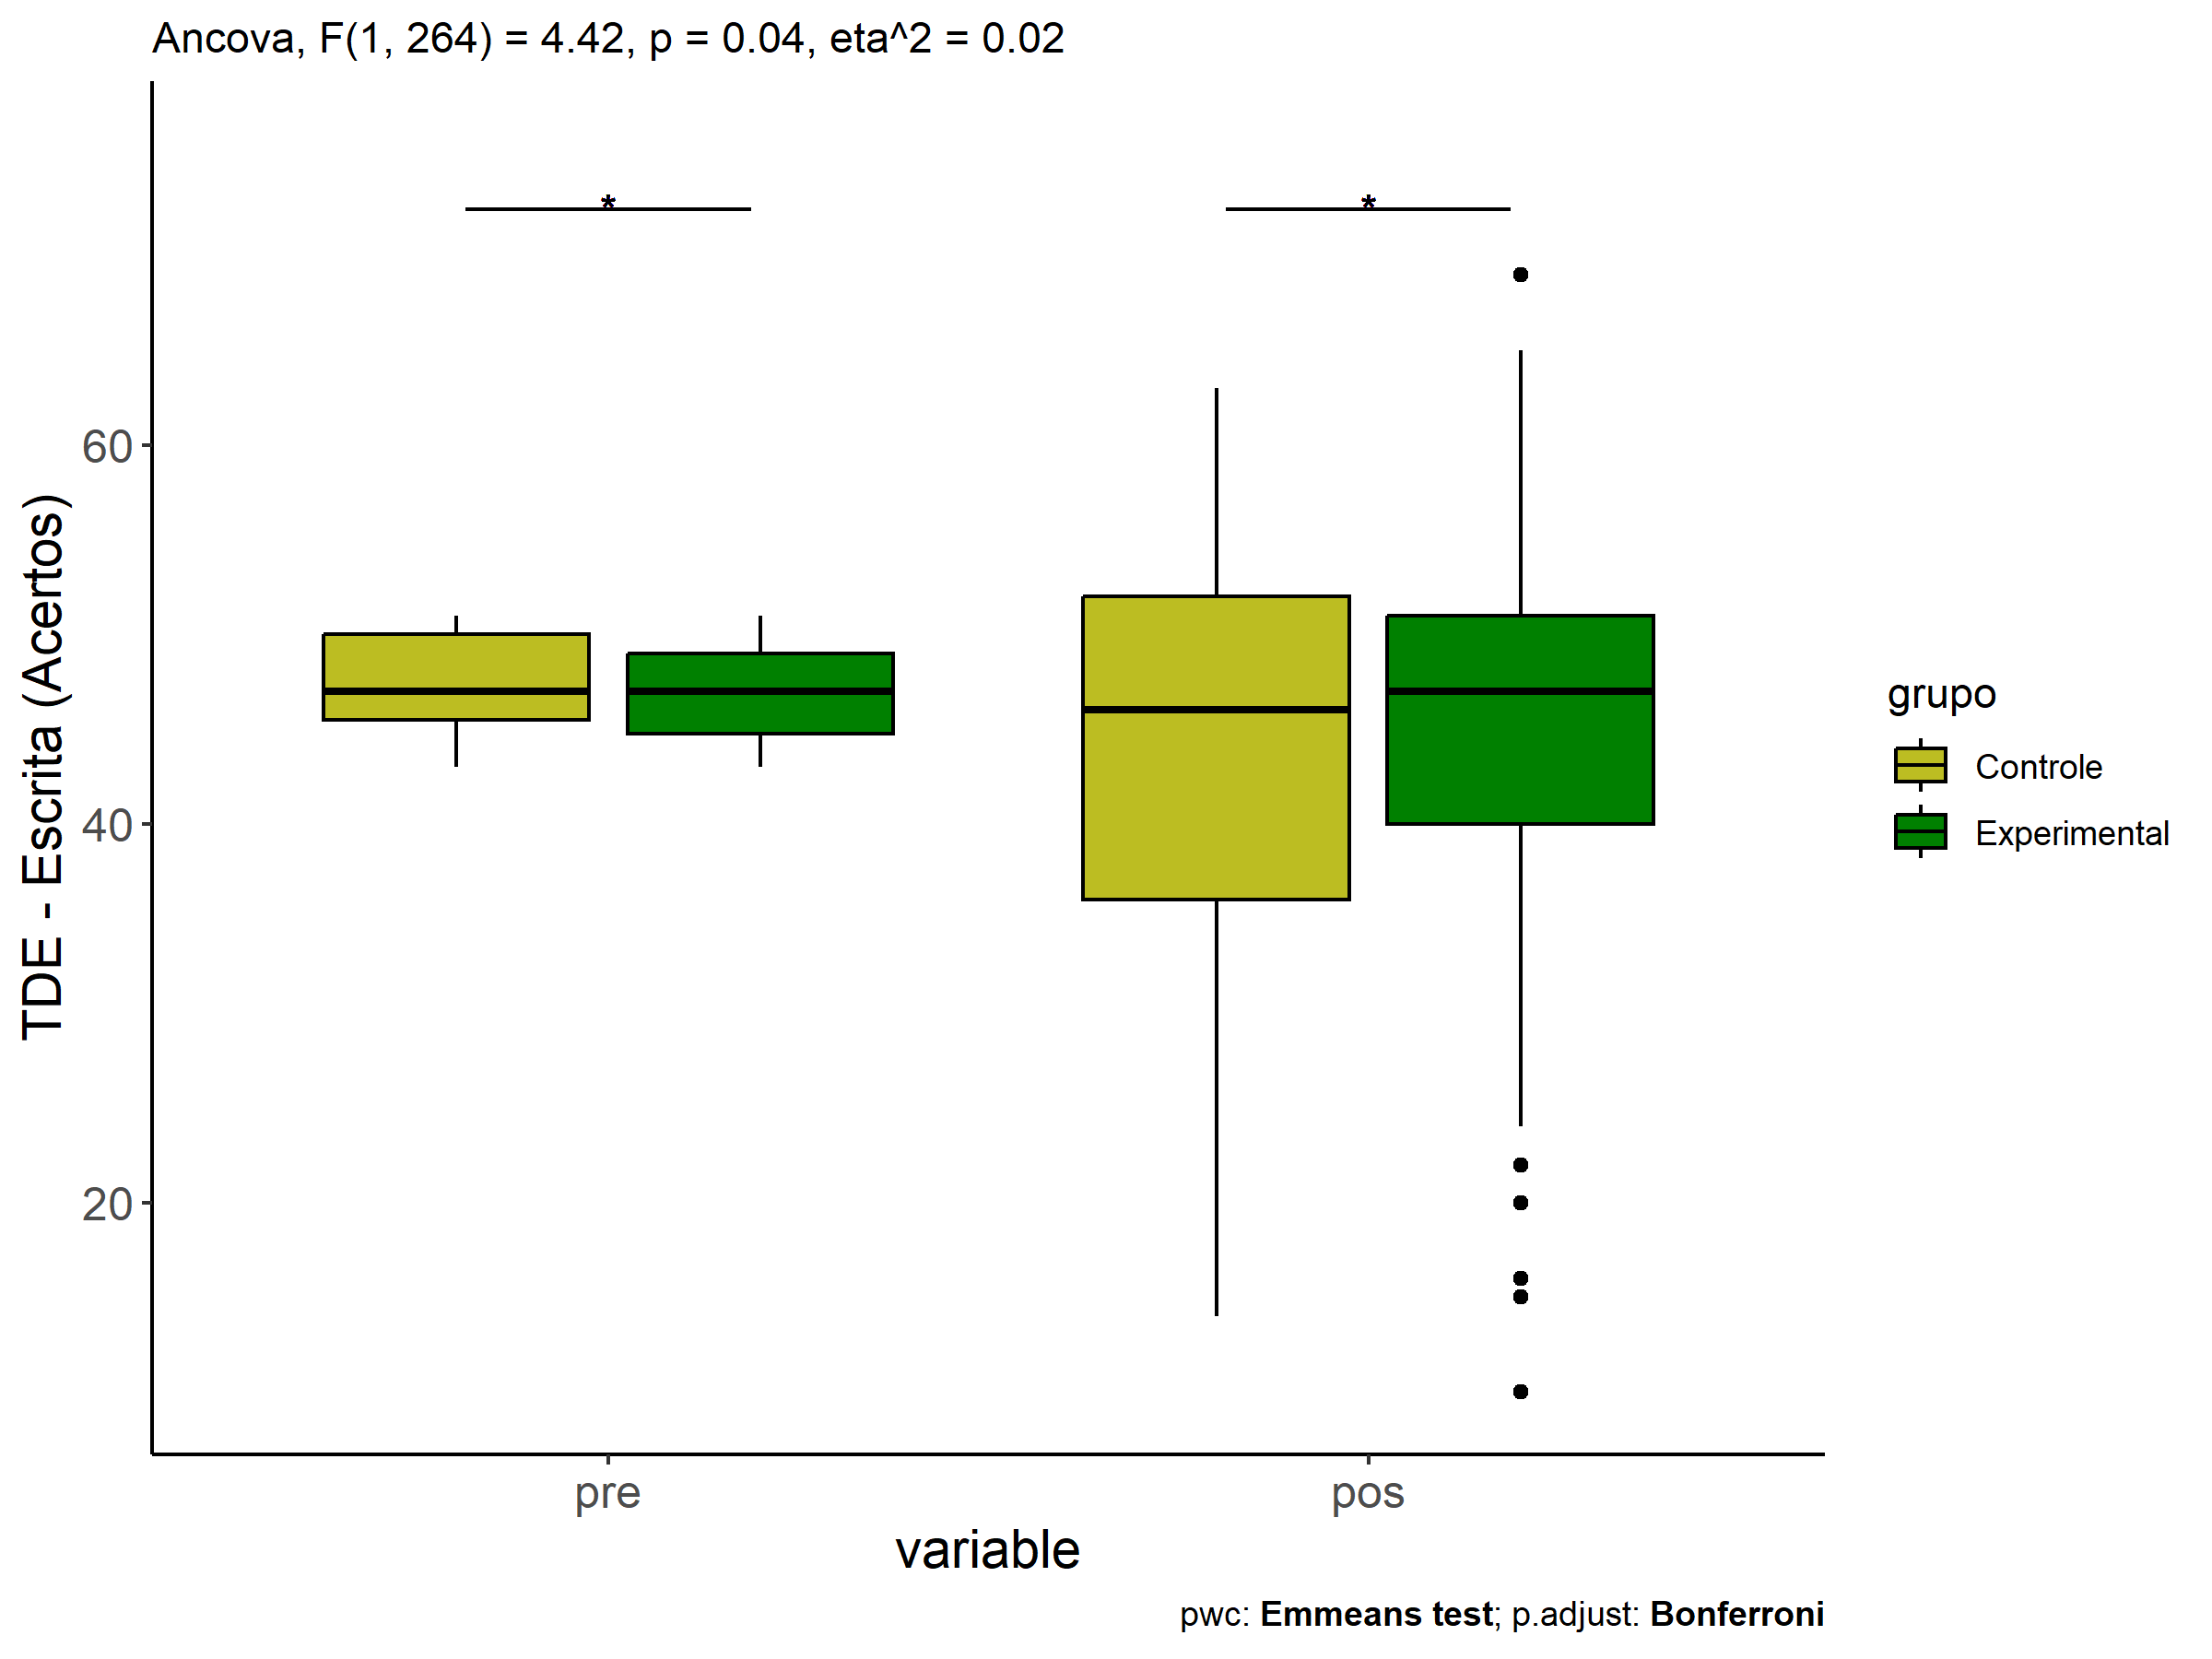 Ancova, F(1, 264) = 4.42, p = 0.04, eta^2 = 0.02
* *
60
40
20
TDE - Escrita (Acertos)
pre pos
variable
grupo
Controle
Experimental
pwc: Emmeans test; p.adjust: Bonferroni